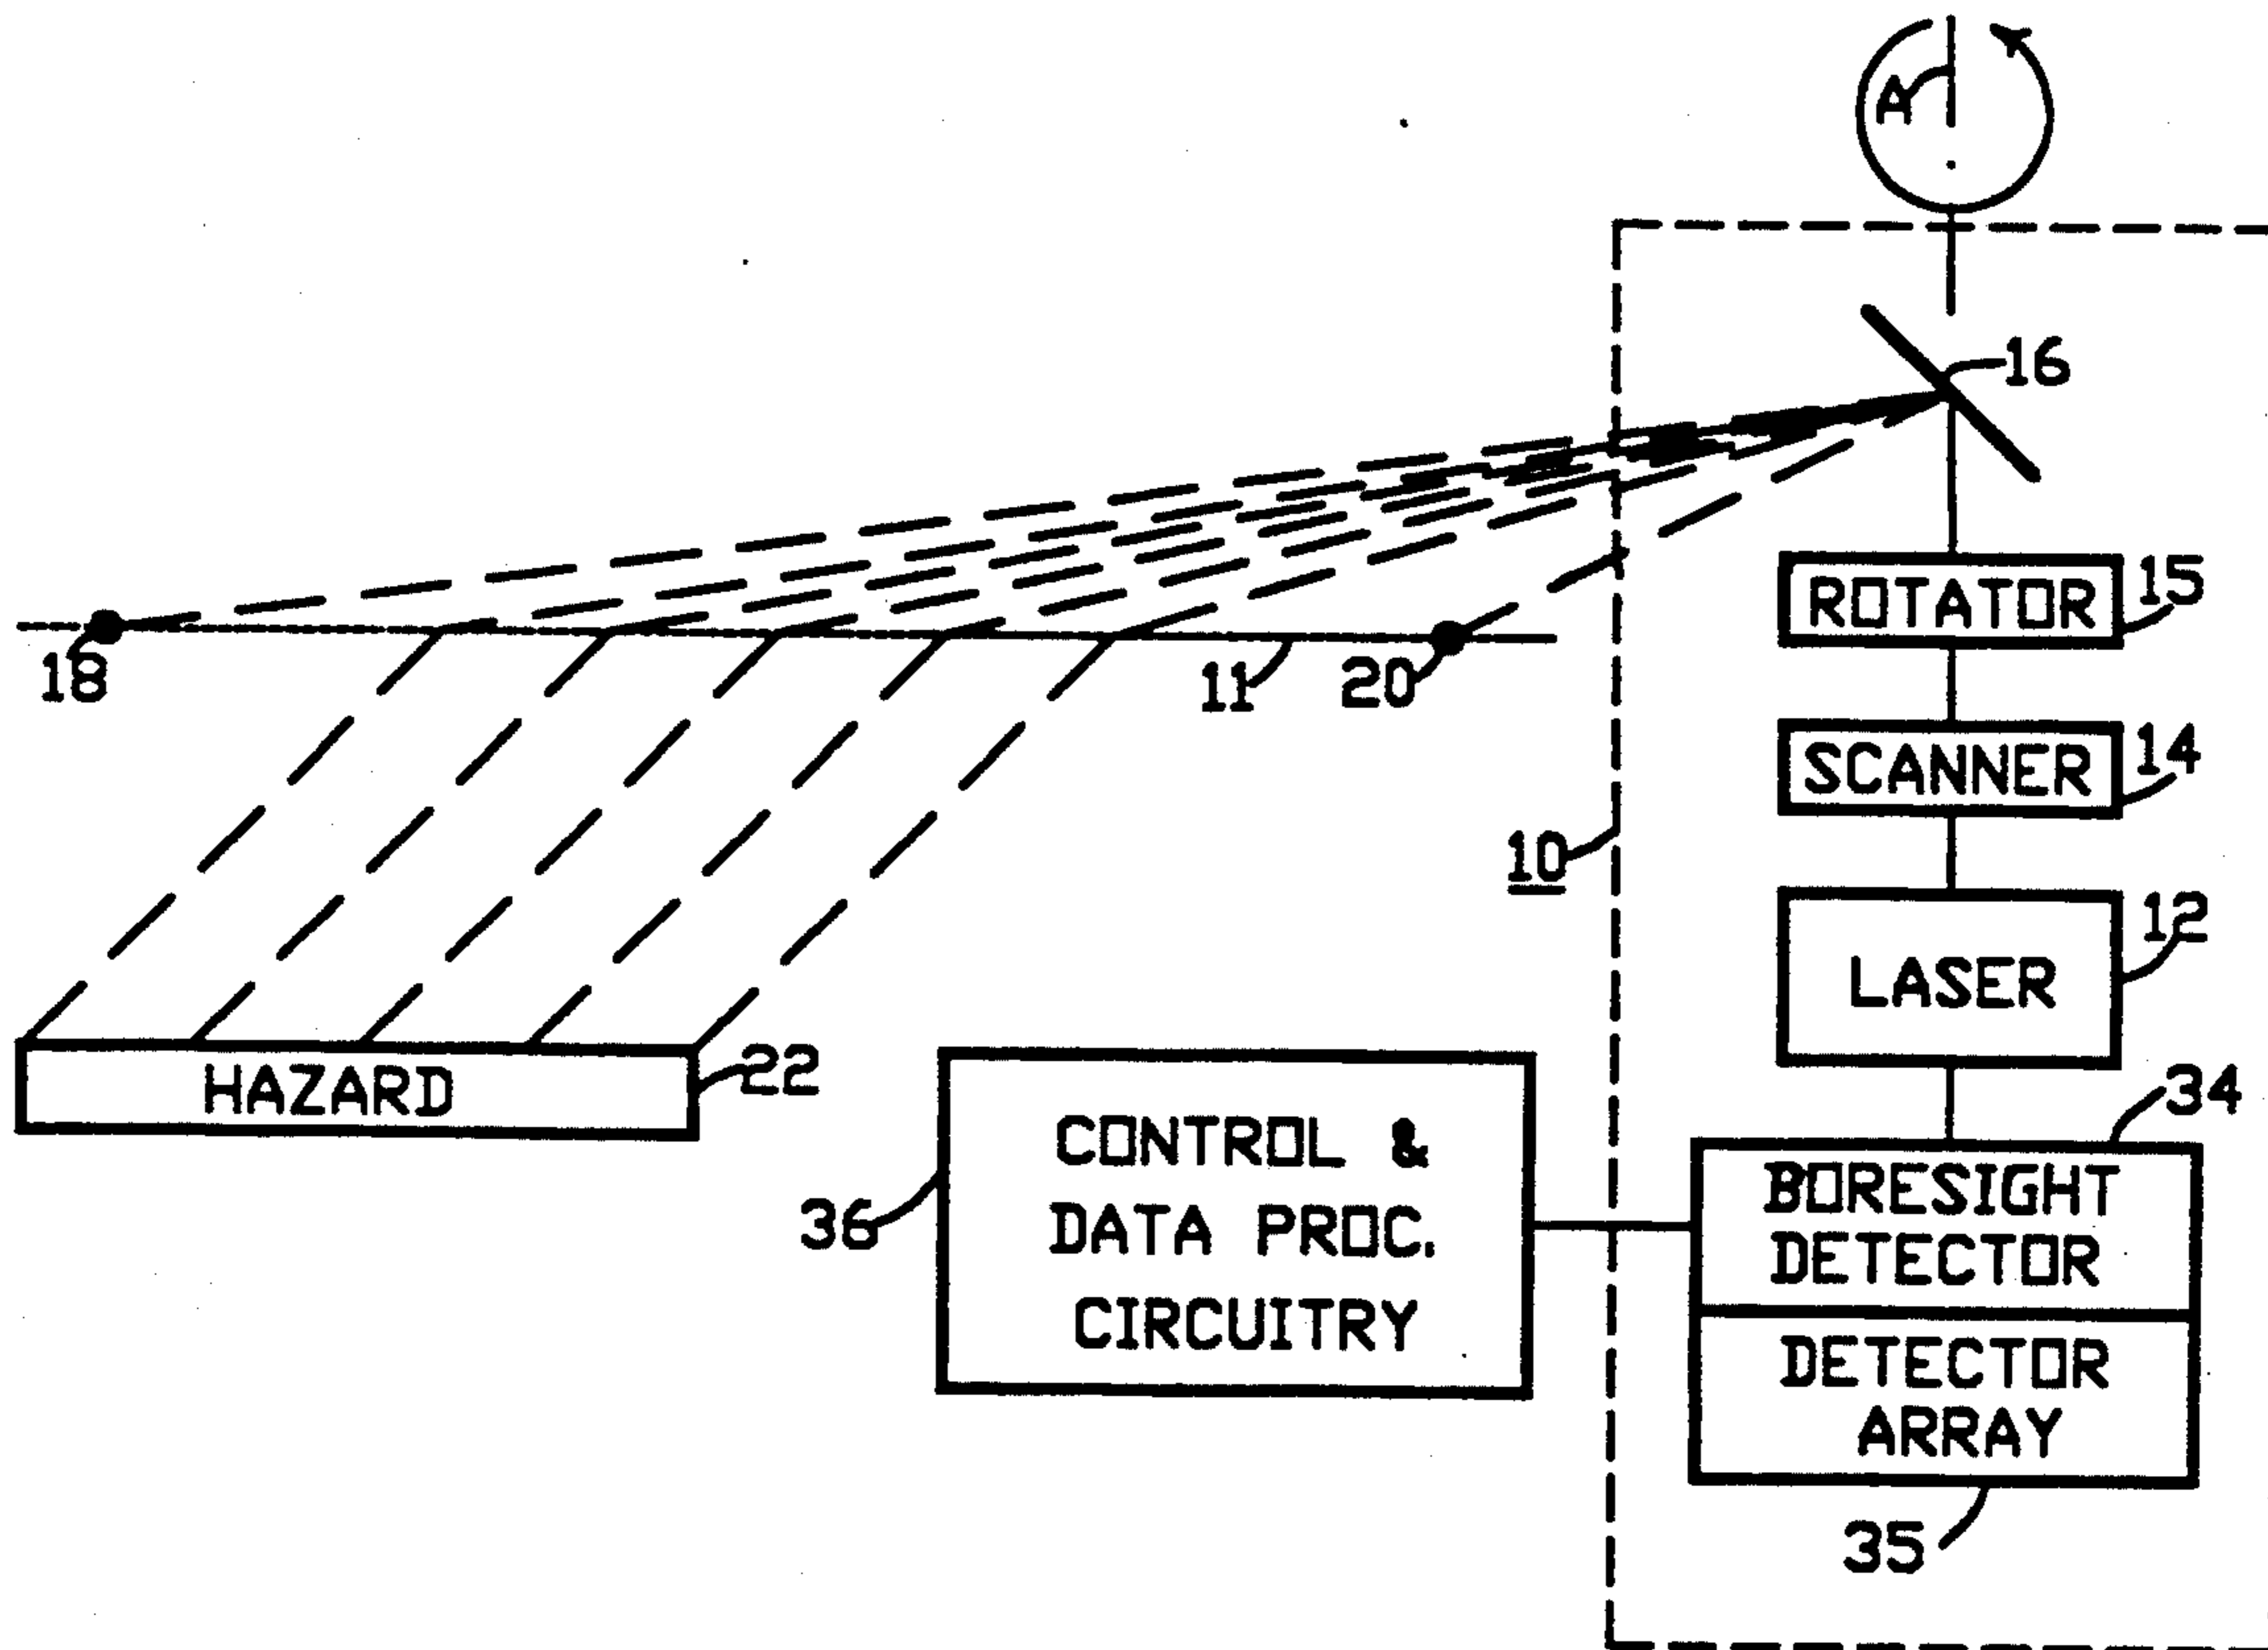 A
16
ROTATOR
15
18
11
20
SCANNER
14
10
LASER
12
HAZARD
22
34
CONTROL &
DATA PROC.
CIRCUITRY
36
BORESIGHT
DETECTOR
DETECTOR
ARRAY
35